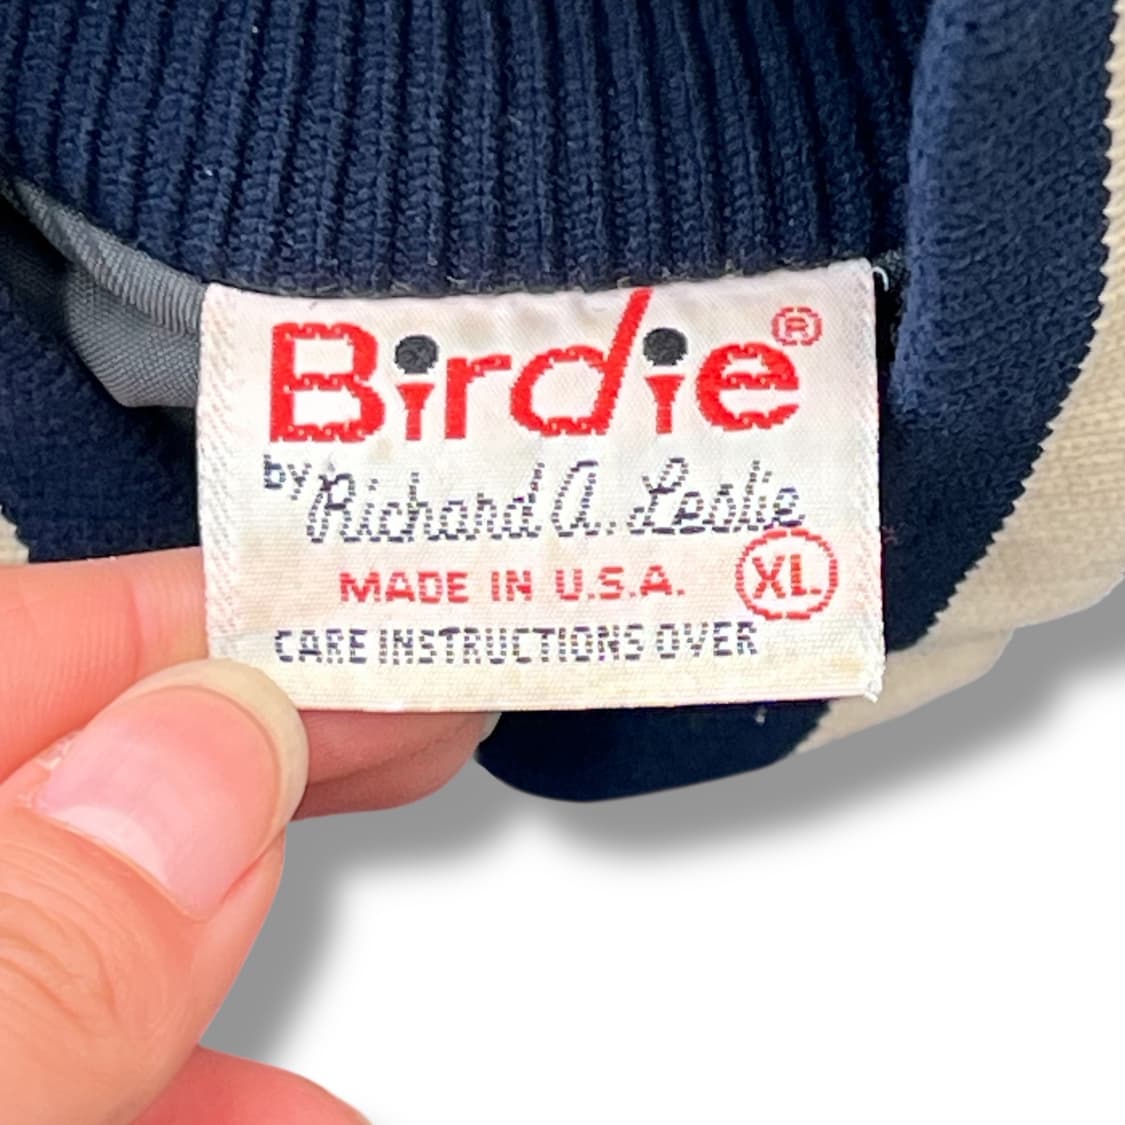 Birdie®
by Richard A. Leslie
MADE IN U.S.A. XL
CARE INSTRUCTIONS OVER